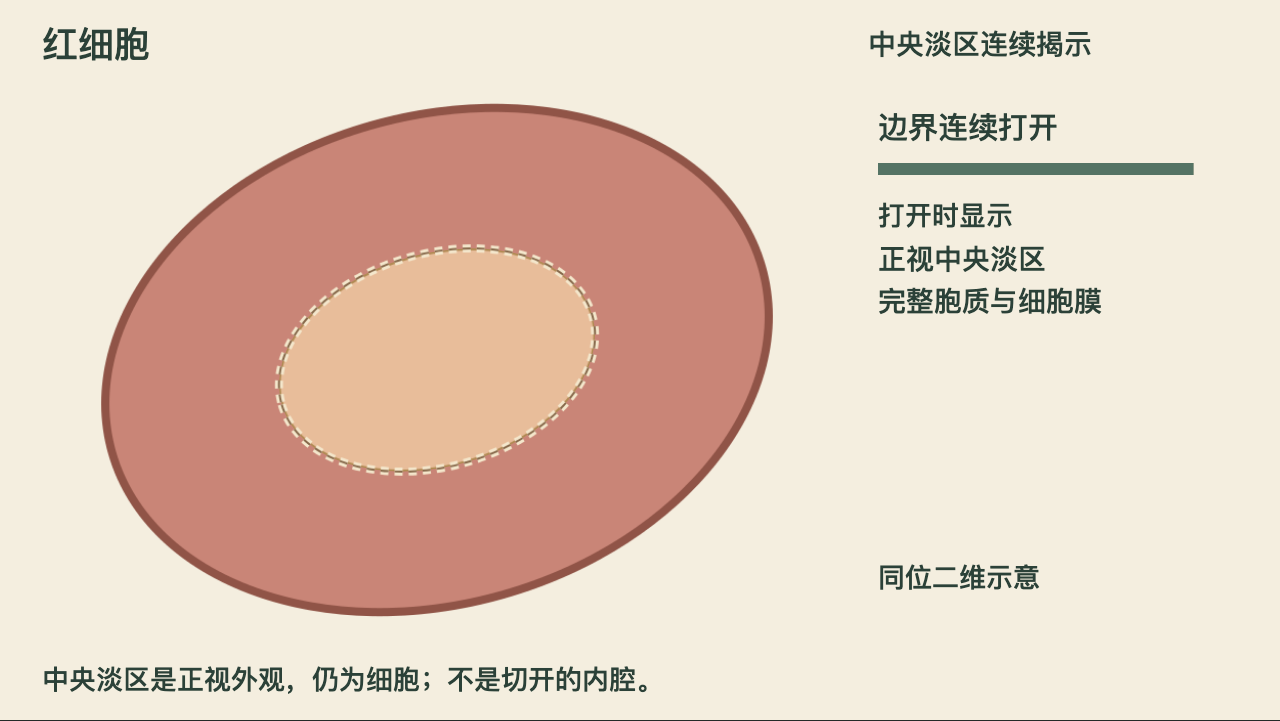 红细胞
中央淡区连续揭示
边界连续打开
打开时显示
正视中央淡区
完整胞质与细胞膜
同位二维示意
中央淡区是正视外观，仍为细胞；不是切开的内腔。